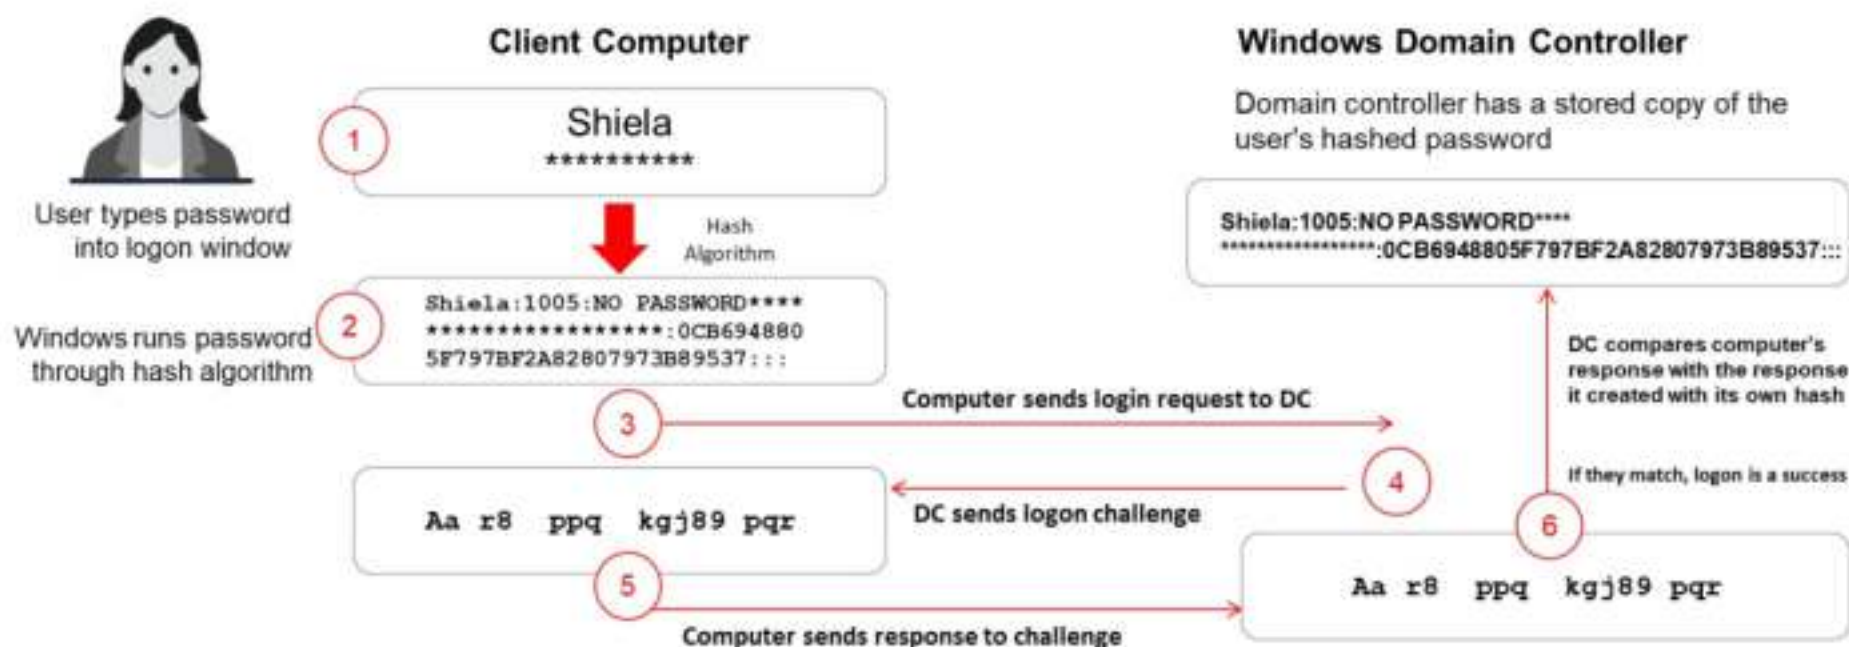 Client Computer
Windows Domain Controller
Domain controller has a stored copy of the
user's hashed password
1
Shiela
**********
User types password
into logon window
Hash
Algorithm
Shiela:1005:NO PASSWORD****
*****************:0CB6948805F797BF2A82807973B89537:::
2
Windows runs password
through hash algorithm
Shiela:1005:NO PASSWORD****
*****************:0CB694880
5F797BF2A82807973B89537:::
DC compares computer's
response with the response
it created with its own hash
3
Computer sends login request to DC
4
If they match, logon is a success
DC sends logon challenge
Aa r8 ppq kgj89 pqr
6
5
Aa r8 ppq kgj89 pqr
Computer sends response to challenge